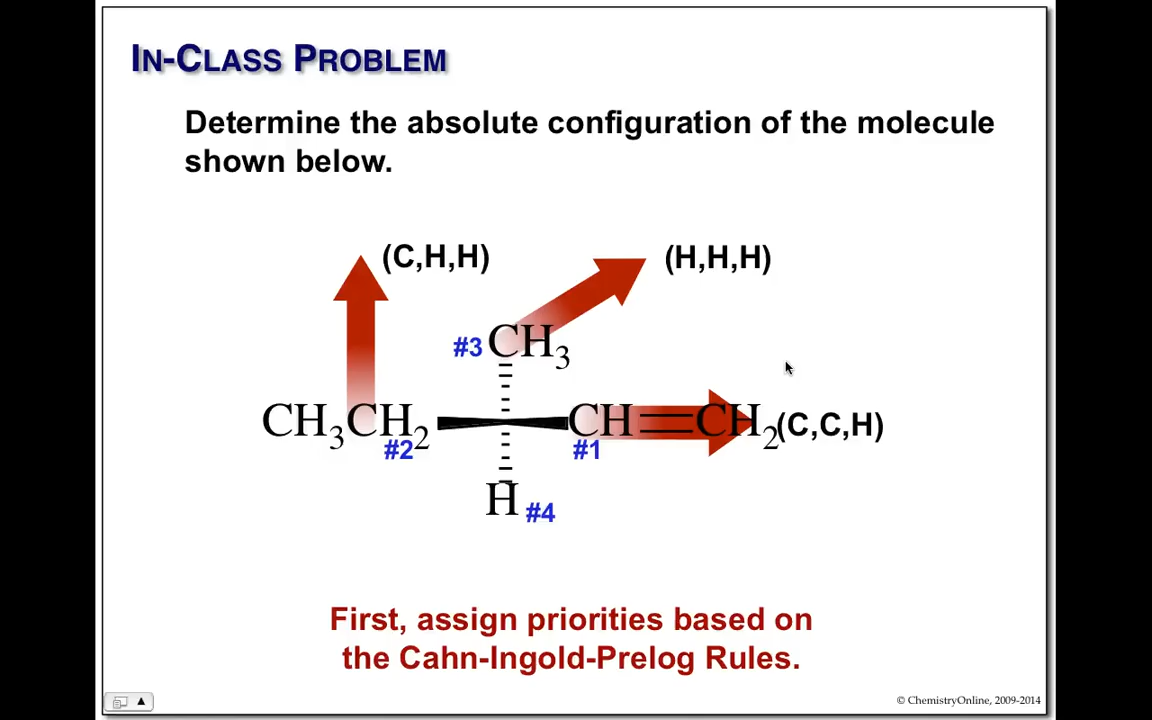 IN-CLASS PROBLEM
Determine the absolute configuration of the molecule
shown below.
(C,H,H)
(H,H,H)
#3 CH₃
CH₃CH₂ CH=CH₂ (C,C,H)
#2 #1
H #4
First, assign priorities based on
the Cahn-Ingold-Prelog Rules.
© ChemistryOnline, 2009-2014